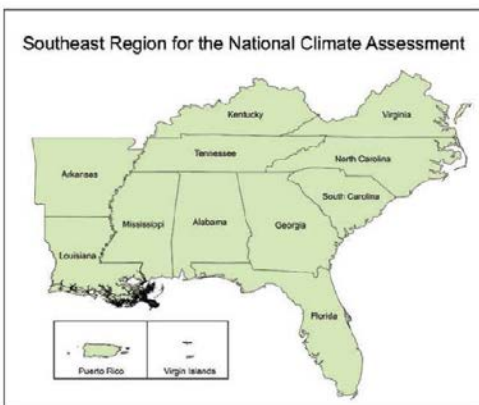 Southeast Region for the National Climate Assessment
Kentucky
Virginia
Tennessee
North Carolina
Arkansas
South Carolina
Mississippi
Alabama
Georgia
Louisiana
Florida
Puerto Rico
Virgin Islands